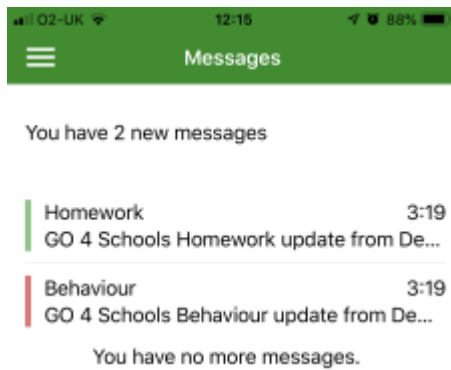 O2-UK 12:15 88%
Messages
You have 2 new messages
Homework 3:19
GO 4 Schools Homework update from De...
Behaviour 3:19
GO 4 Schools Behaviour update from De...
You have no more messages.